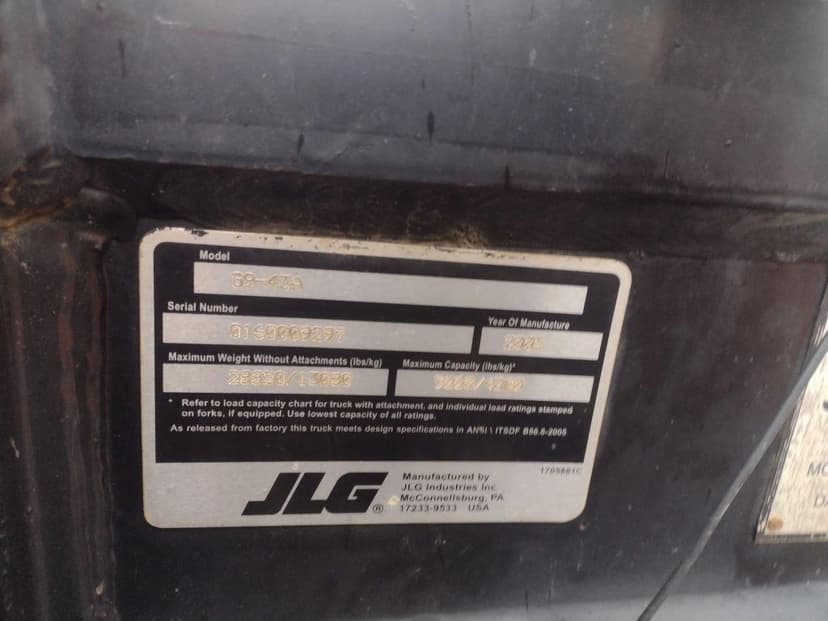 Model
G9-43A
Serial Number
Year Of Manufacture
0160009297
2005
Maximum Weight Without Attachments (lbs/kg)
Maximum Capacity (lbs/kg)*
* Refer to load capacity chart for truck with attachment, and individual load ratings stamped
on forks, if equipped. Use lowest capacity of all ratings.
As released from factory this truck meets design specifications in ANSI \ ITSDF B56.6-2005
JLG®
Manufactured by
JLG Industries Inc.
McConnellsburg, PA
17233-9533 USA
1705881C